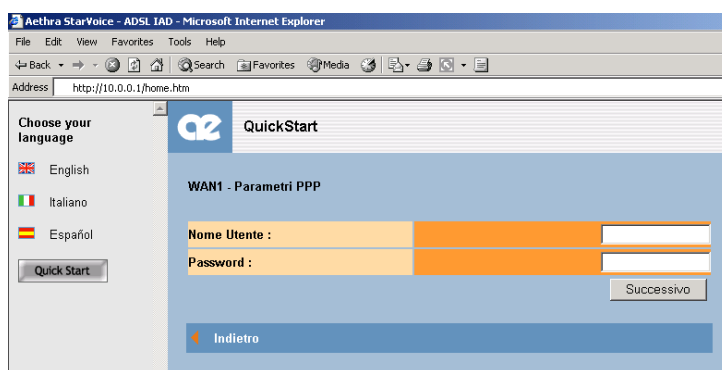 Aethra StarVoice - ADSL IAD - Microsoft Internet Explorer
File Edit View Favorites Tools Help
Back Search Favorites Media
Address http://10.0.0.1/home.htm
Choose your
language
English
Italiano
Español
Quick Start
ae
QuickStart
WAN1 - Parametri PPP
Nome Utente :
Password :
Successivo
Indietro